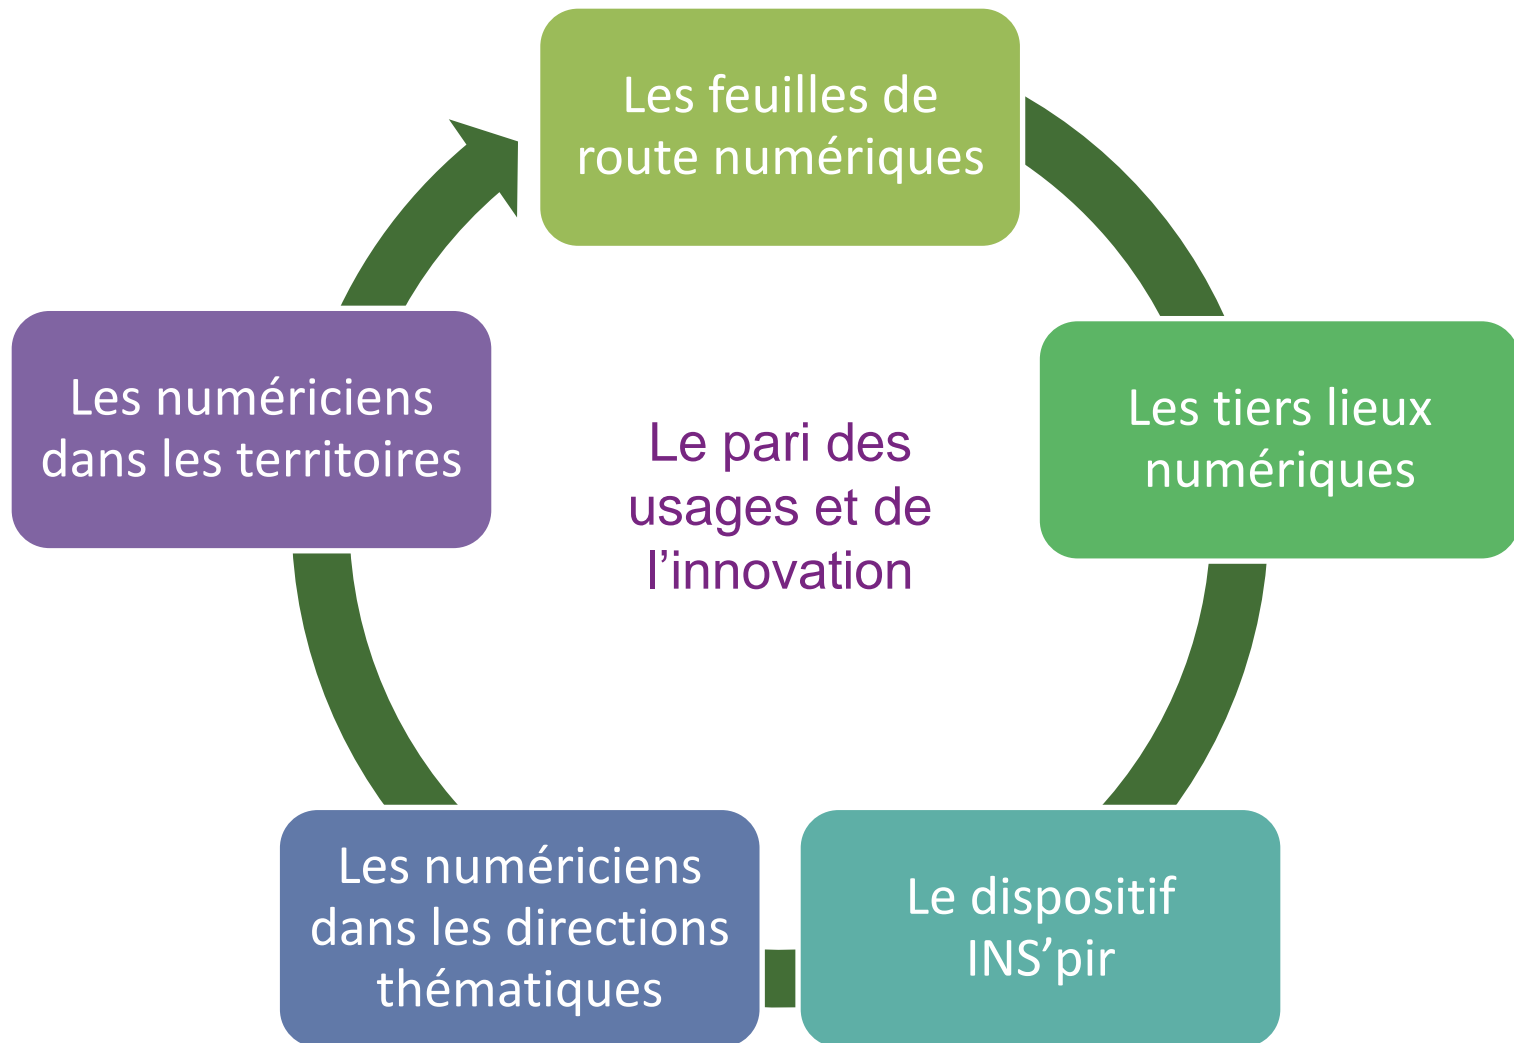 Les feuilles de
route numériques
Les tiers lieux
numériques
Le dispositif
INS’pir
Les numériciens
dans les directions
thématiques
Les numériciens
dans les territoires
Le pari des
usages et de
l’innovation